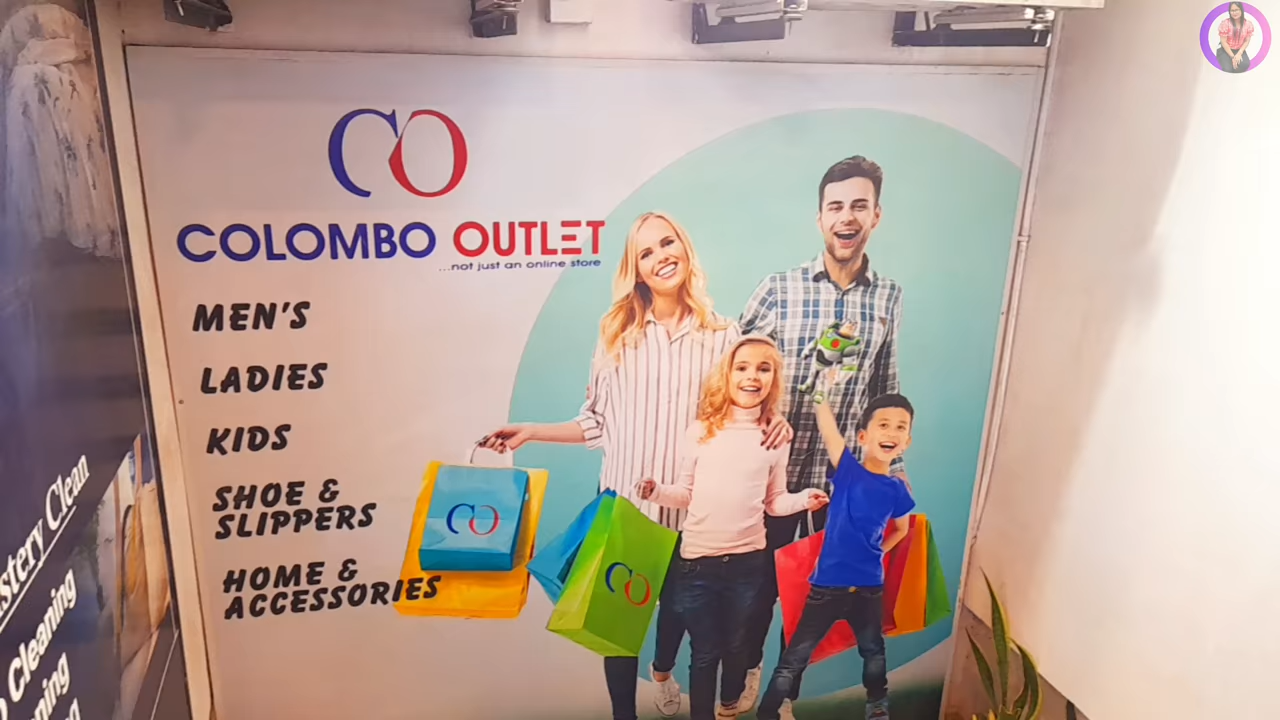 CO
COLOMBO OUTLET
...not just an online store
MEN'S
LADIES
KIDS
SHOE &
SLIPPERS
HOME &
ACCESSORIES
CO
CO
Clean
Cleaning